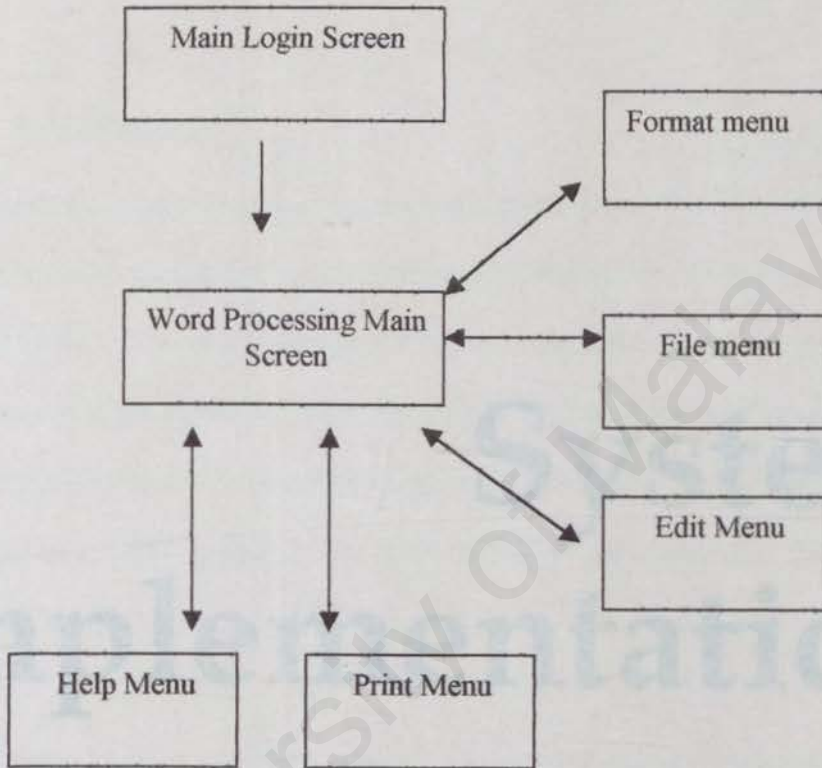 Main Login Screen
Format menu
Word Processing Main
Screen
File menu
Edit Menu
Help Menu
Print Menu